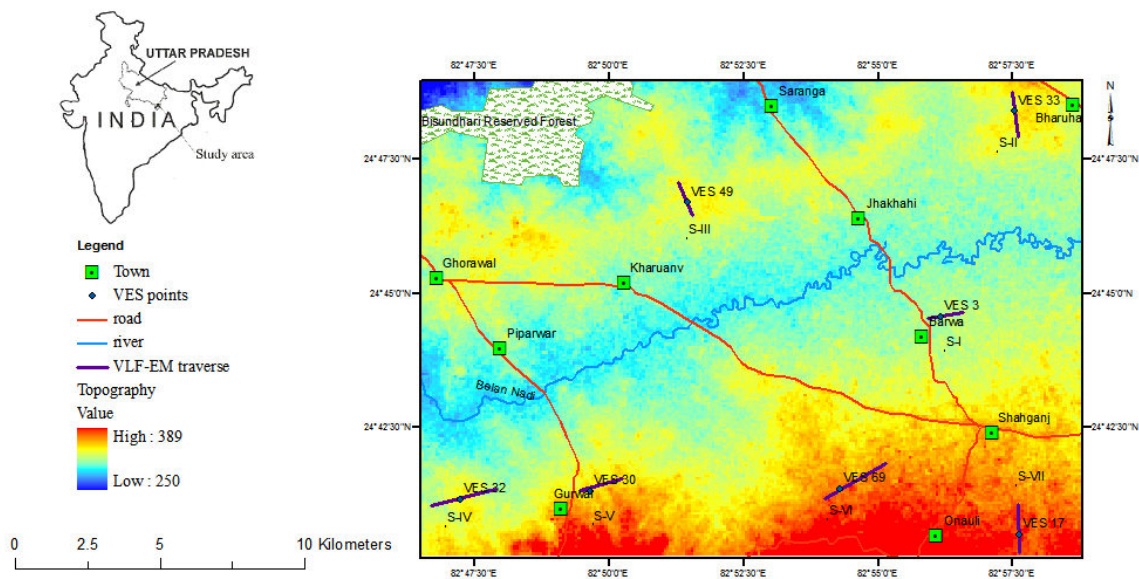 UTTAR PRADESH
INDIA
Study area
Legend
Town
VES points
road
river
VLF-EM traverse
Topography
Value
High : 389
Low : 250
0 2.5 5 10 Kilometers
82°47'30"E 82°50'0"E 82°52'30"E 82°55'0"E 82°57'30"E
N
Saranga
VES 33
Bharuha
Bisundhari Reserved Forest
S-II
24°47'30"N 24°47'30"N
VES 49
Jhakhahi
S-III
Ghorawal
Kharuanv
24°45'0"N 24°45'0"N
VES 3
Barwa
S-I
Piparwar
Belan Nadi
Shahganj
24°42'30"N 24°42'30"N
S-VII
VES 32
VES 30
VES 69
Gurwal
S-IV
S-V
S-VI
Onauli
VES 17
82°47'30"E 82°50'0"E 82°52'30"E 82°55'0"E 82°57'30"E